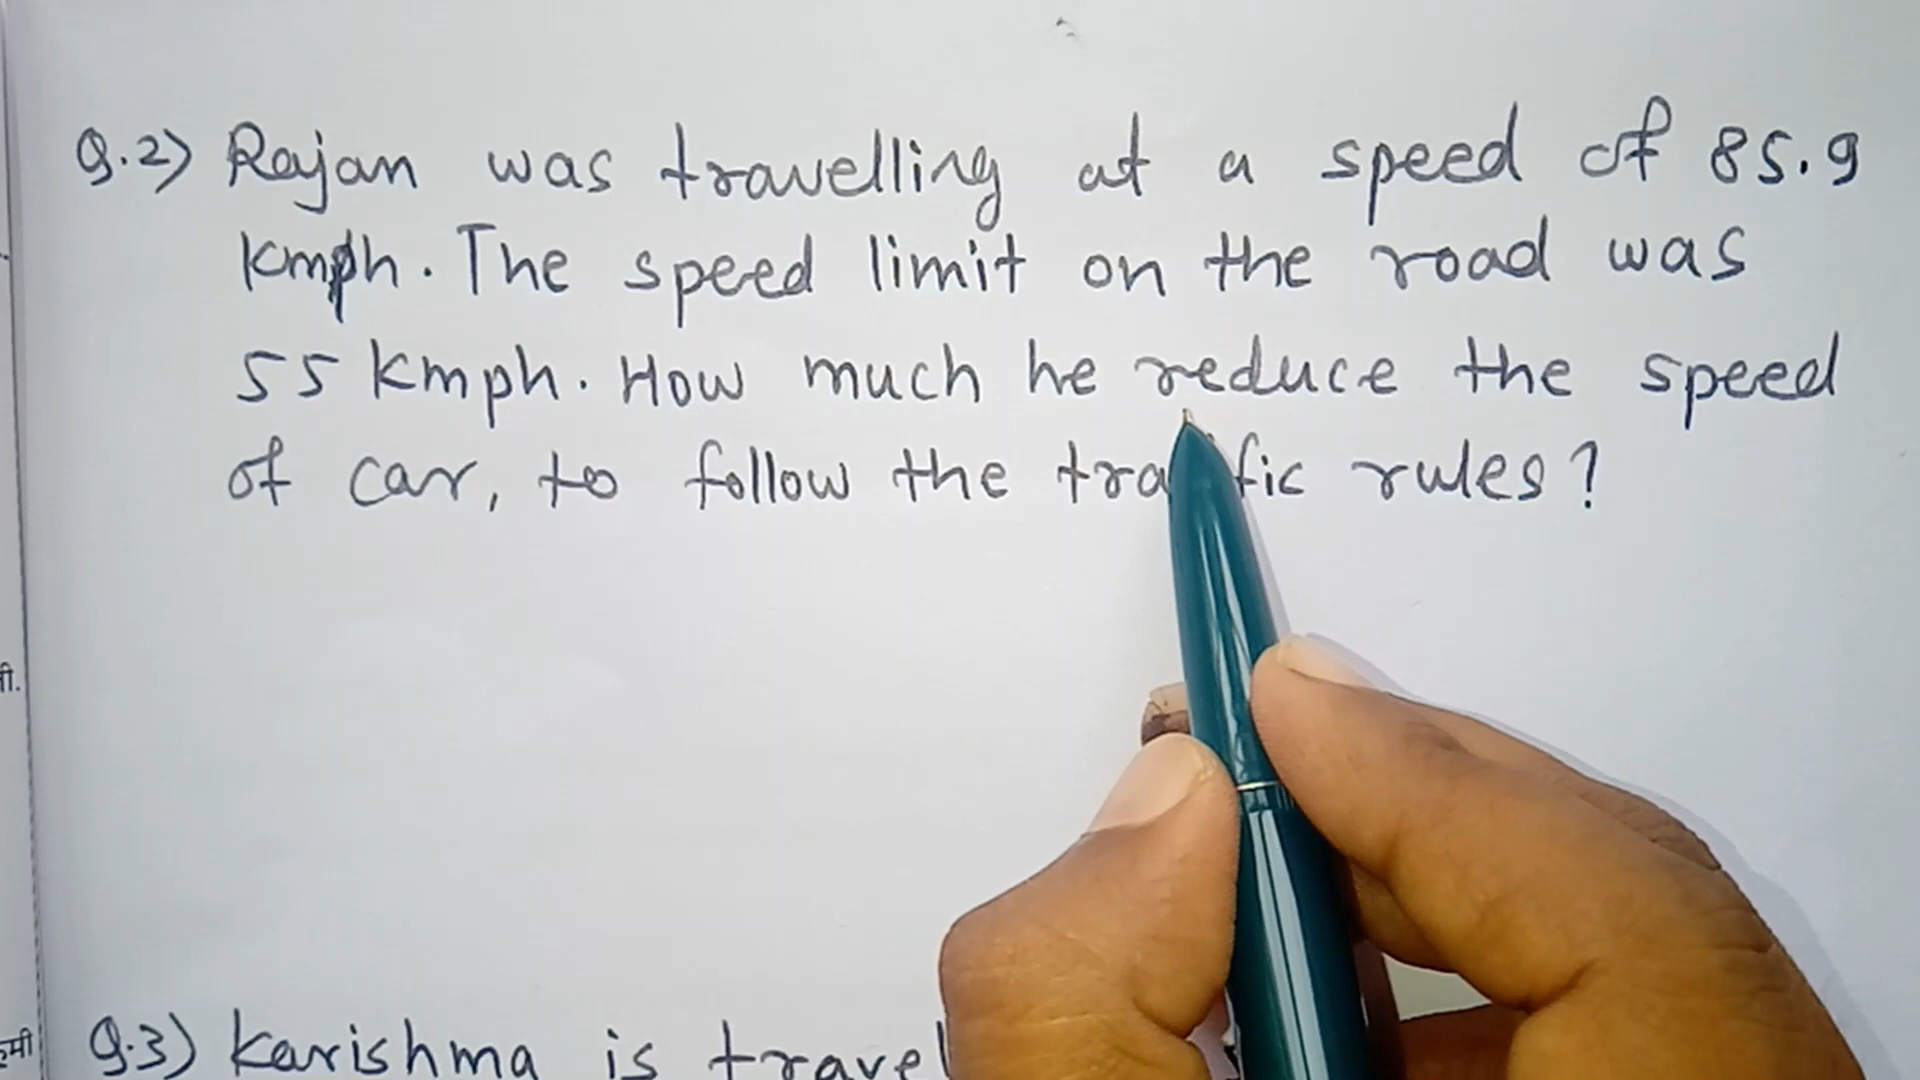 Q.2) Rajan was travelling at a speed of 85.9
kmph. The speed limit on the road was
55 kmph. How much he reduce the speed
of car, to follow the traffic rules?
Q.3) Karishma is travel